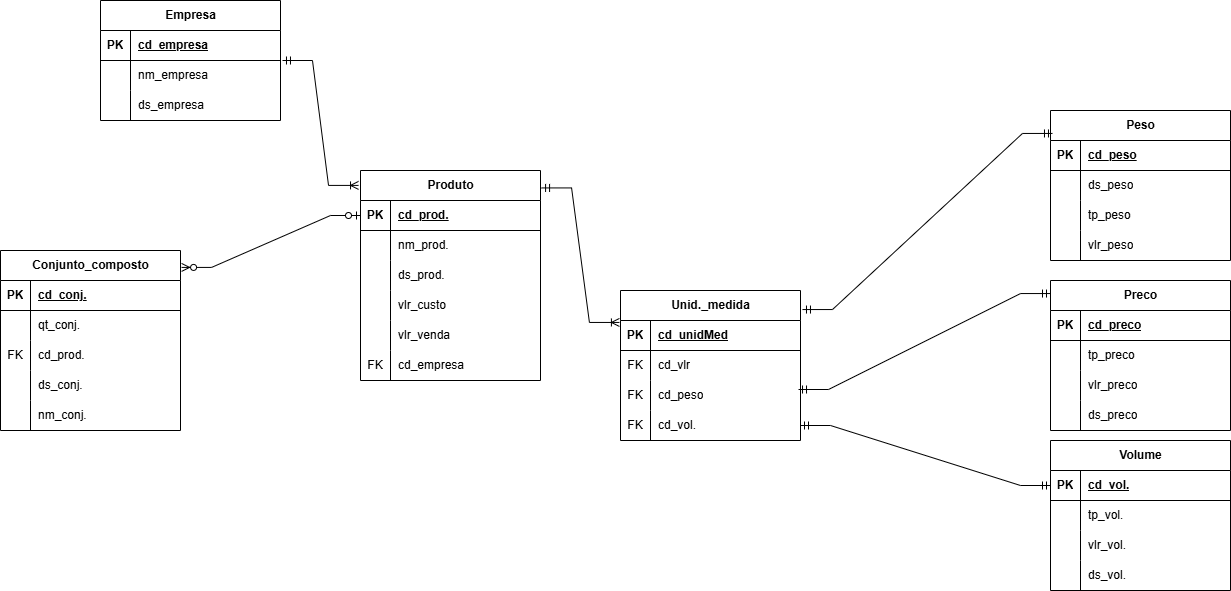 Empresa
PK cd_empresa
nm_empresa
ds_empresa
Produto
PK cd_prod.
nm_prod.
ds_prod.
vlr_custo
vlr_venda
FK cd_empresa
Conjunto_composto
PK cd_conj.
qt_conj.
FK cd_prod.
ds_conj.
nm_conj.
Unid._medida
PK cd_unidMed
FK cd_vlr
FK cd_peso
FK cd_vol.
Peso
PK cd_peso
ds_peso
tp_peso
vlr_peso
Preco
PK cd_preco
tp_preco
vlr_preco
ds_preco
Volume
PK cd_vol.
tp_vol.
vlr_vol.
ds_vol.